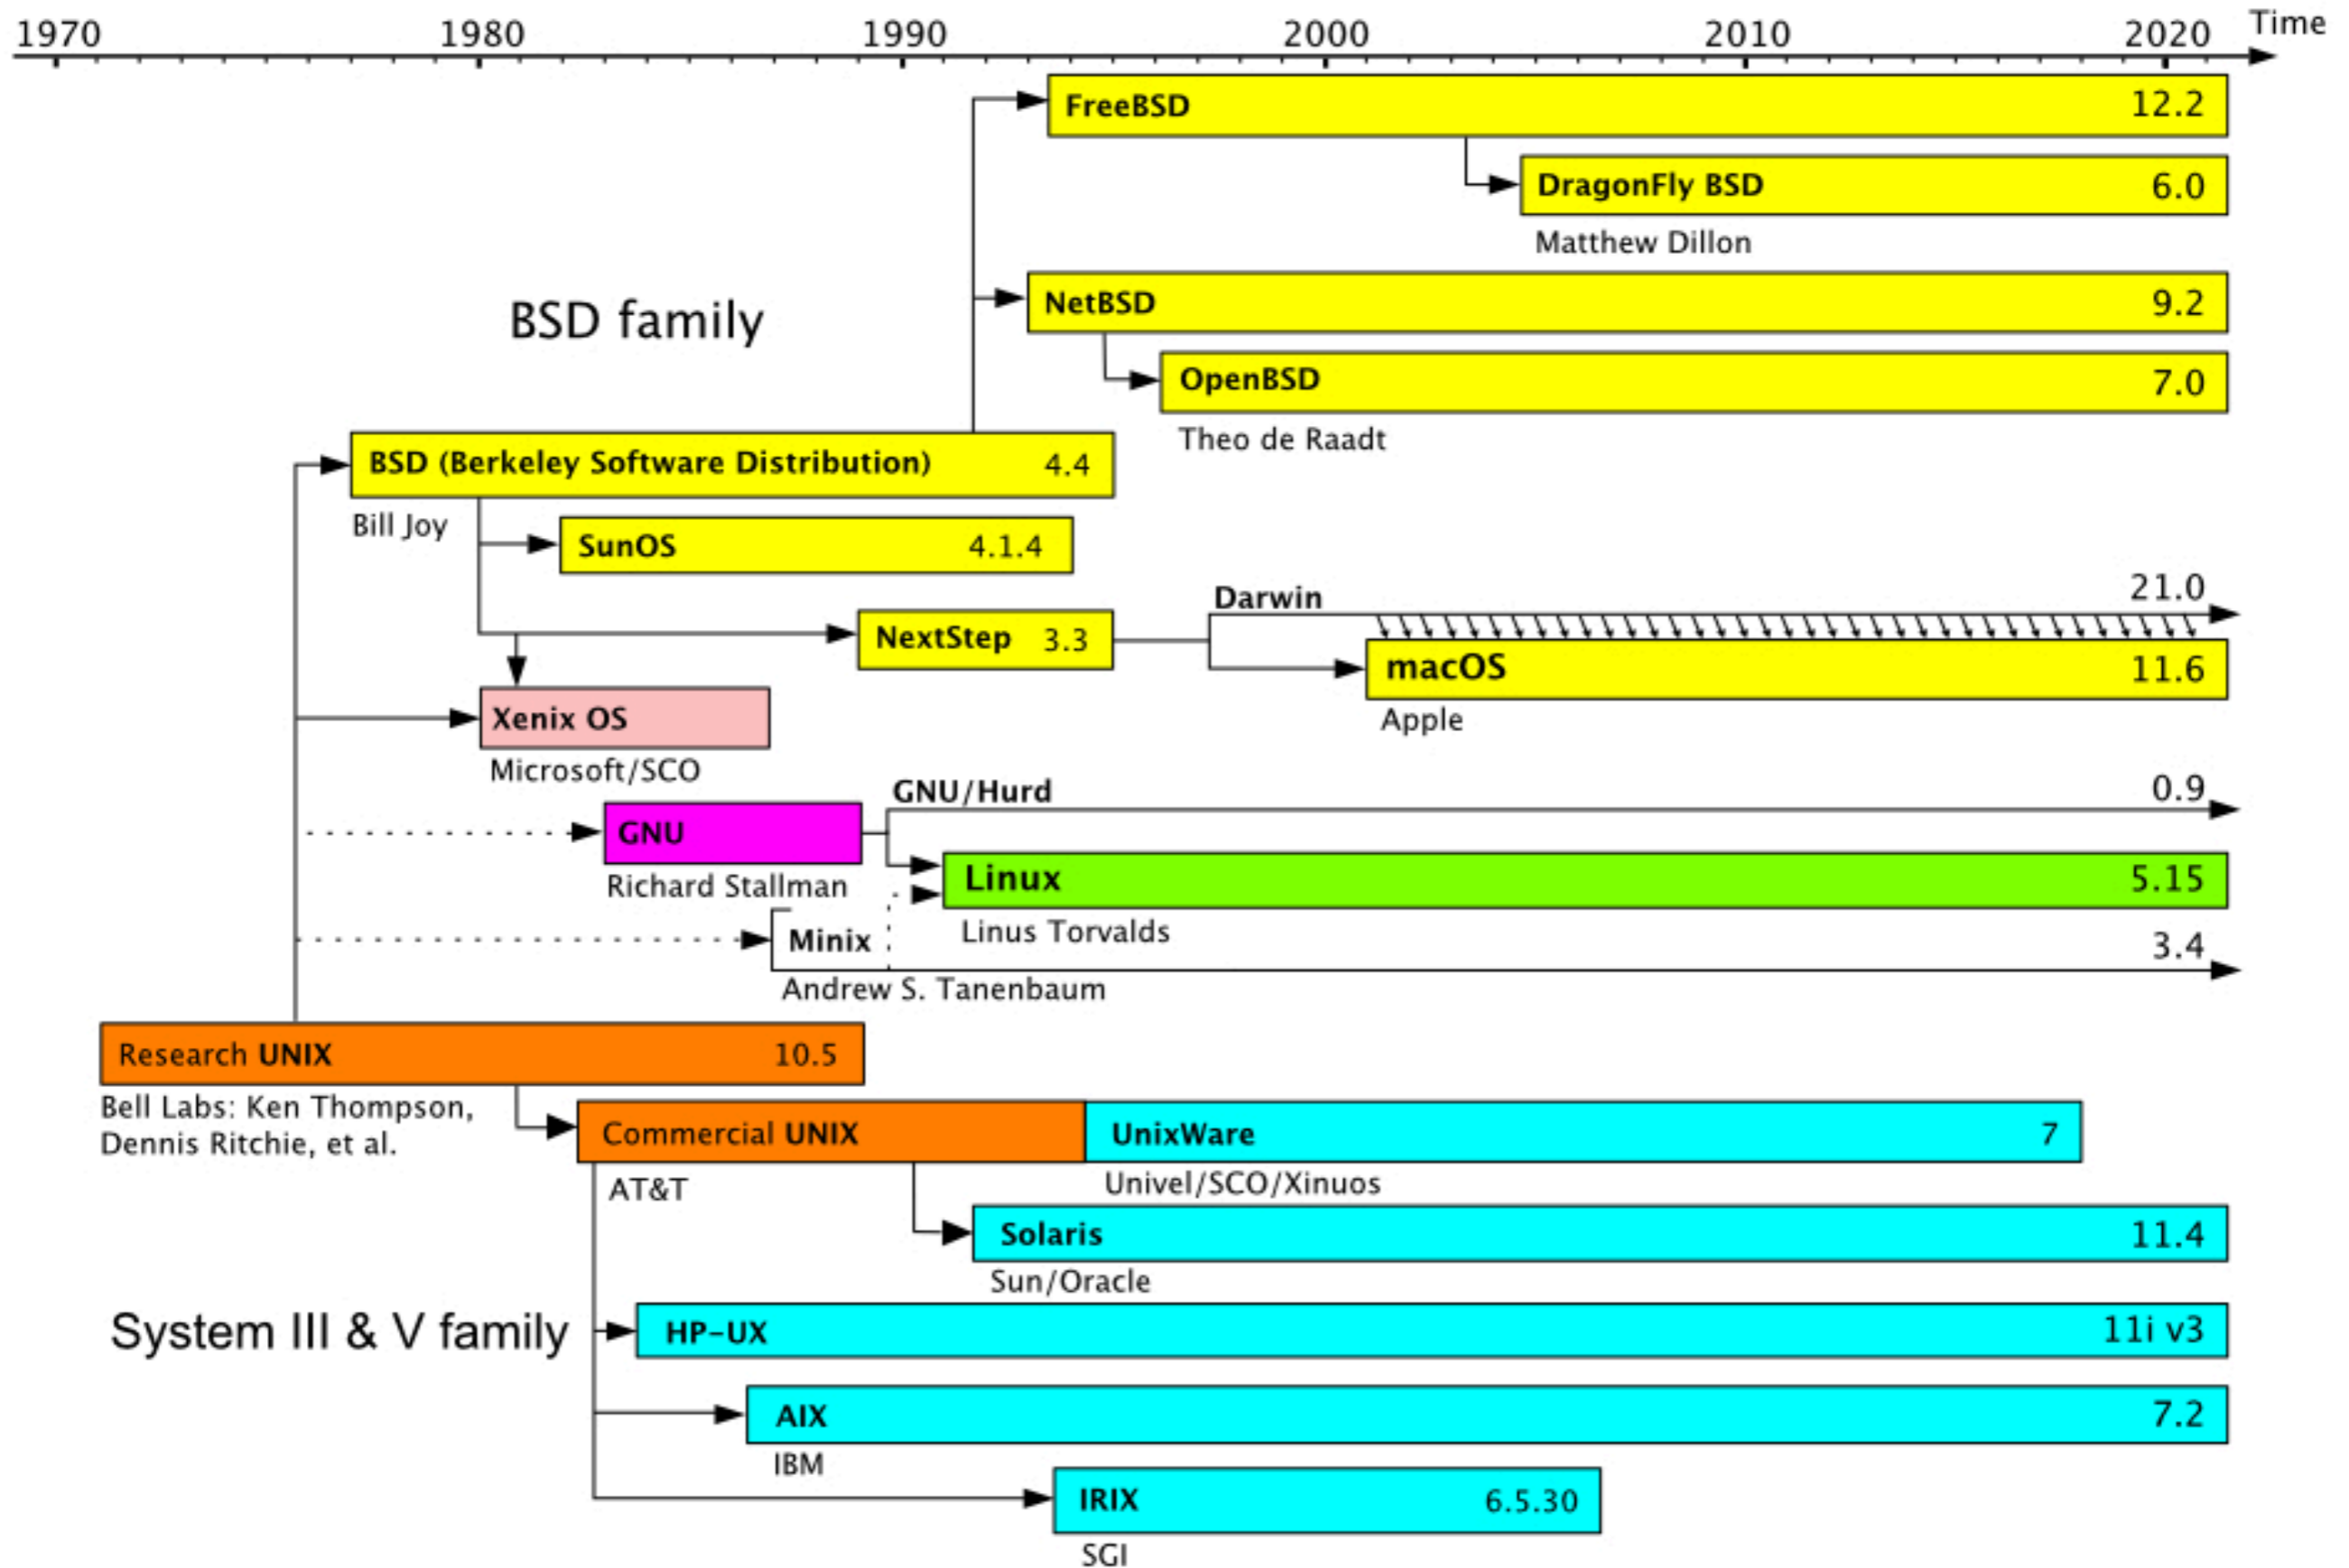 1970 1980 1990 2000 2010 2020 Time
FreeBSD 12.2
DragonFly BSD 6.0
Matthew Dillon
NetBSD 9.2
BSD family
OpenBSD 7.0
Theo de Raadt
BSD (Berkeley Software Distribution) 4.4
Bill Joy
SunOS 4.1.4
Darwin 21.0
NextStep 3.3
macOS 11.6
Apple
Xenix OS
Microsoft/SCO
GNU/Hurd 0.9
GNU
Richard Stallman
Linux 5.15
Linus Torvalds
Minix 3.4
Andrew S. Tanenbaum
Research UNIX 10.5
Bell Labs: Ken Thompson,
Dennis Ritchie, et al.
Commercial UNIX
UnixWare 7
AT&T
Univel/SCO/Xinuos
Solaris 11.4
Sun/Oracle
System III & V family
HP-UX 11i v3
AIX 7.2
IBM
IRIX 6.5.30
SGI